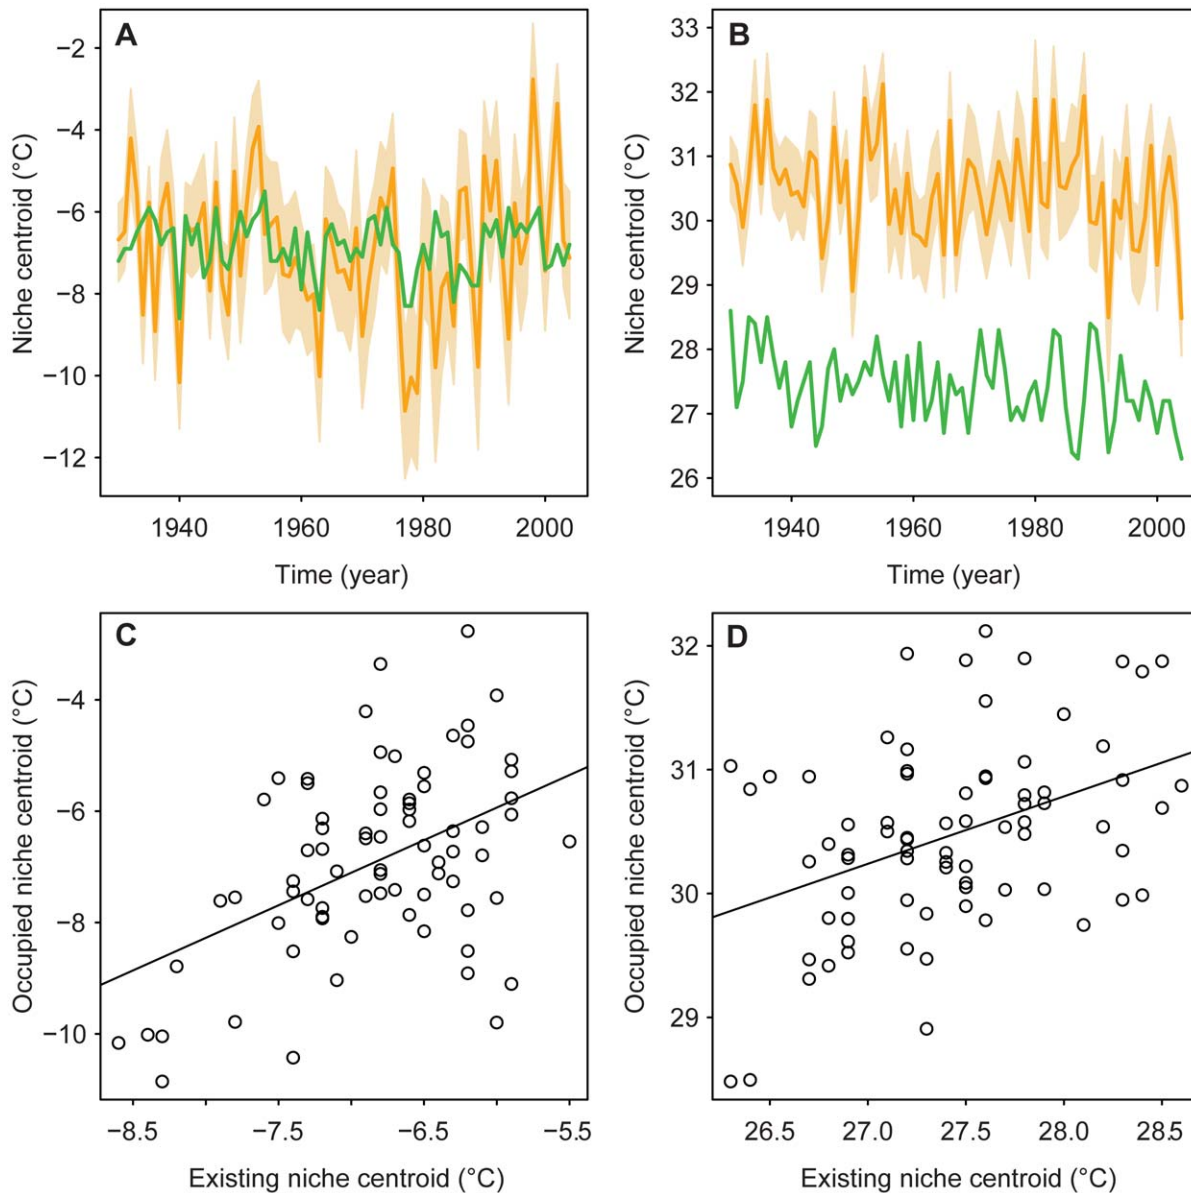 A
−2
−4
−6
−8
−10
−12
Niche centroid (°C)
1940 1960 1980 2000
Time (year)
B
33
32
31
30
29
28
27
26
Niche centroid (°C)
1940 1960 1980 2000
Time (year)
C
−4
−6
−8
−10
Occupied niche centroid (°C)
−8.5 −7.5 −6.5 −5.5
Existing niche centroid (°C)
D
32
31
30
29
Occupied niche centroid (°C)
26.5 27.0 27.5 28.0 28.5
Existing niche centroid (°C)